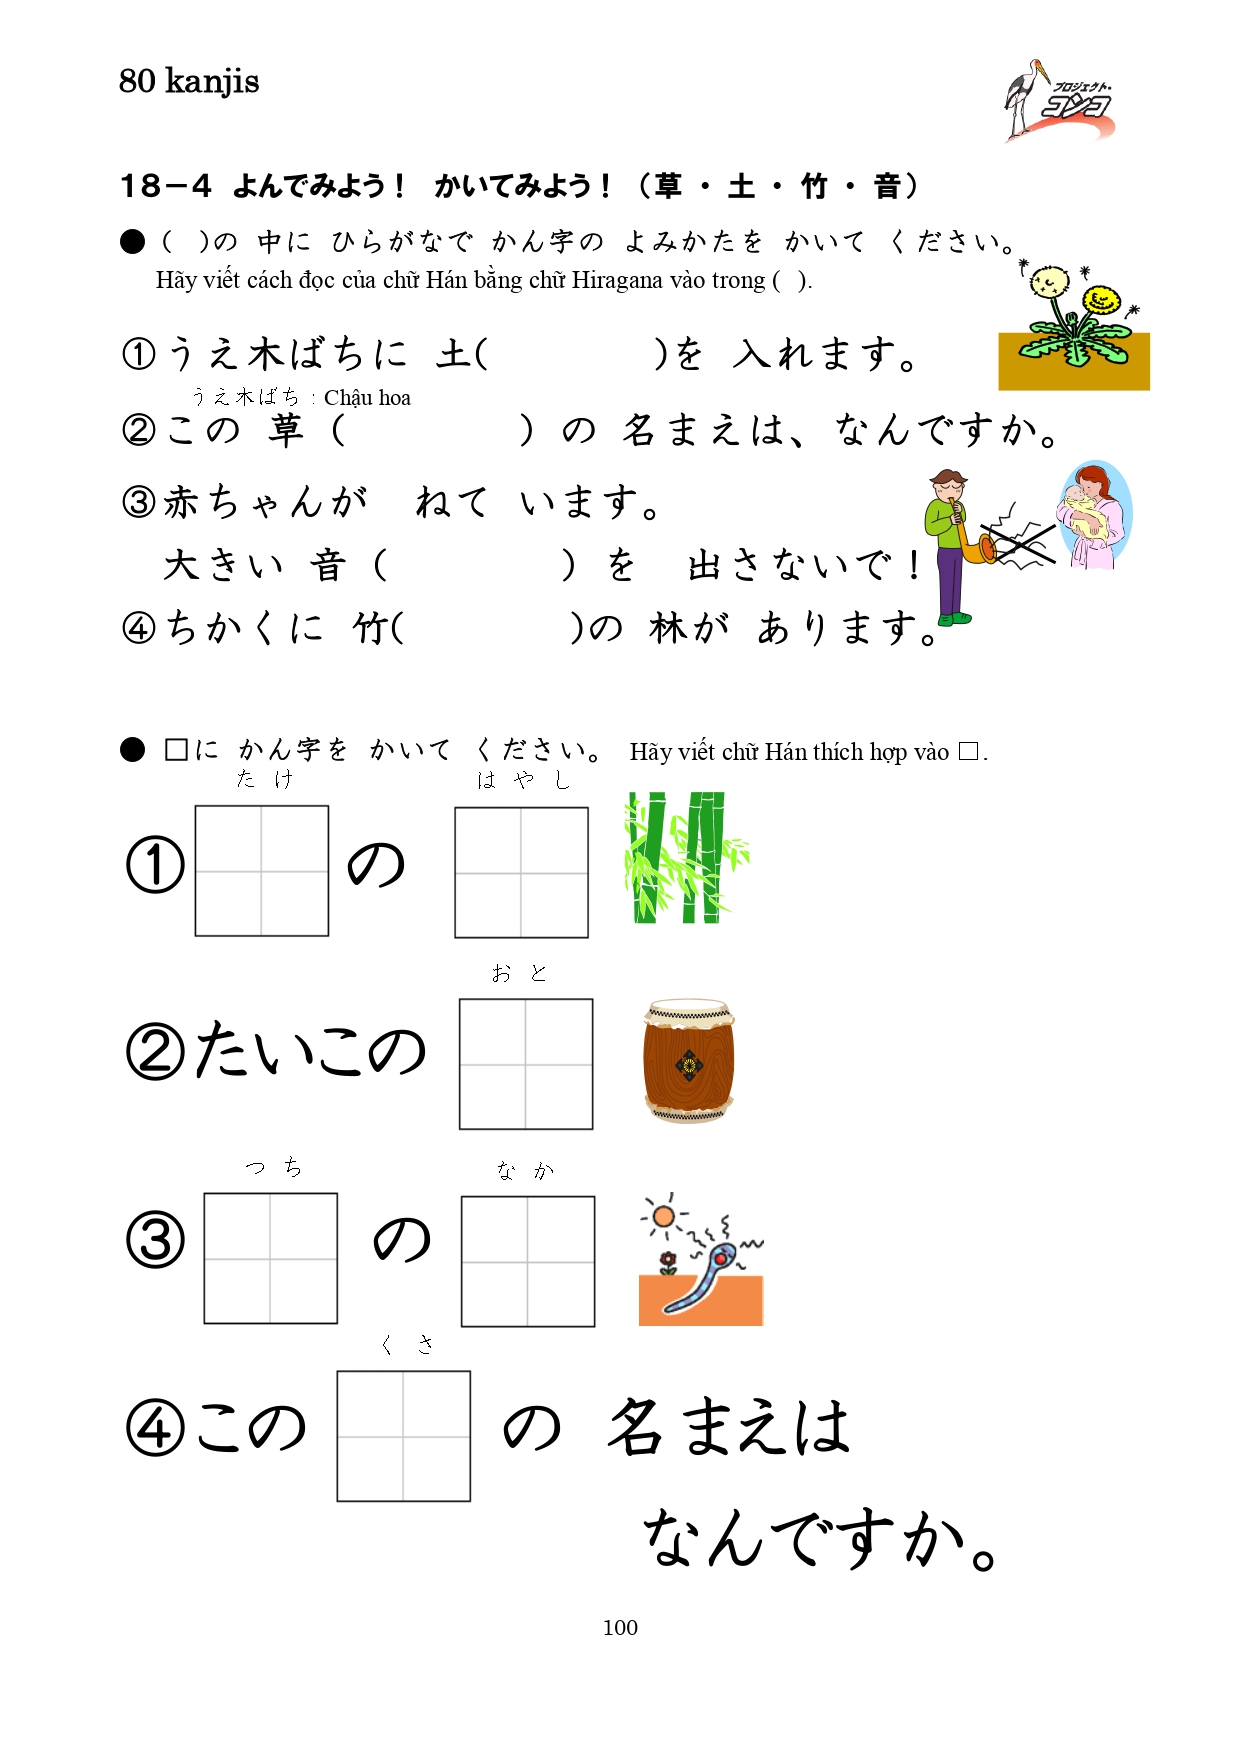 80 kanjis
プロジェクト・
コンコ
18－4 よんでみよう！ かいてみよう！（草・土・竹・音）
● （ ）の 中に ひらがなで かん字の よみかたを かいて ください。
Hãy viết cách đọc của chữ Hán bằng chữ Hiragana vào trong ( ).
①うえ木ばちに 土( )を 入れます。
うえ木ばち : Chậu hoa
②この 草（ ）の 名まえは、なんですか。
③赤ちゃんが ねて います。
大きい 音（ ）を 出さないで！
④ちかくに 竹( )の 林が あります。
● □に かん字を かいて ください。 Hãy viết chữ Hán thích hợp vào □.
たけ はやし
① の
おと
②たいこの
つち なか
③ の
くさ
④この の 名まえは
なんですか。
100